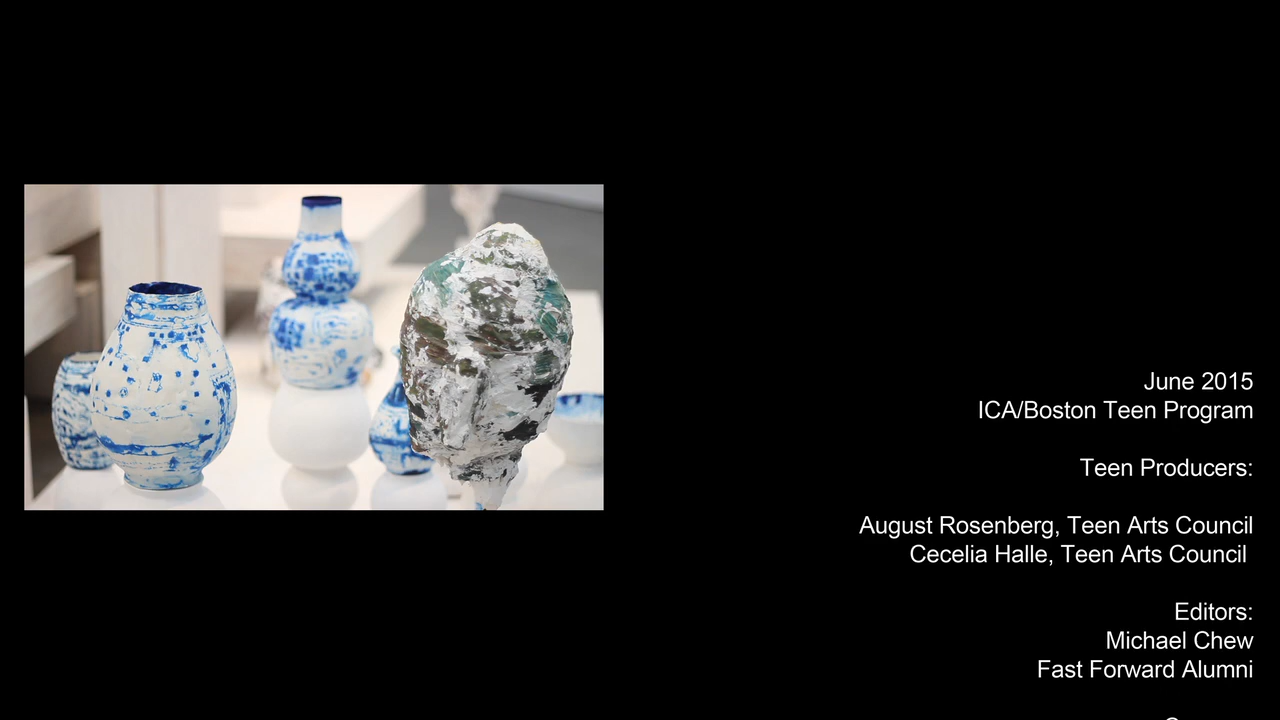 June 2015
ICA/Boston Teen Program
Teen Producers:
August Rosenberg, Teen Arts Council
Cecelia Halle, Teen Arts Council
Editors:
Michael Chew
Fast Forward Alumni